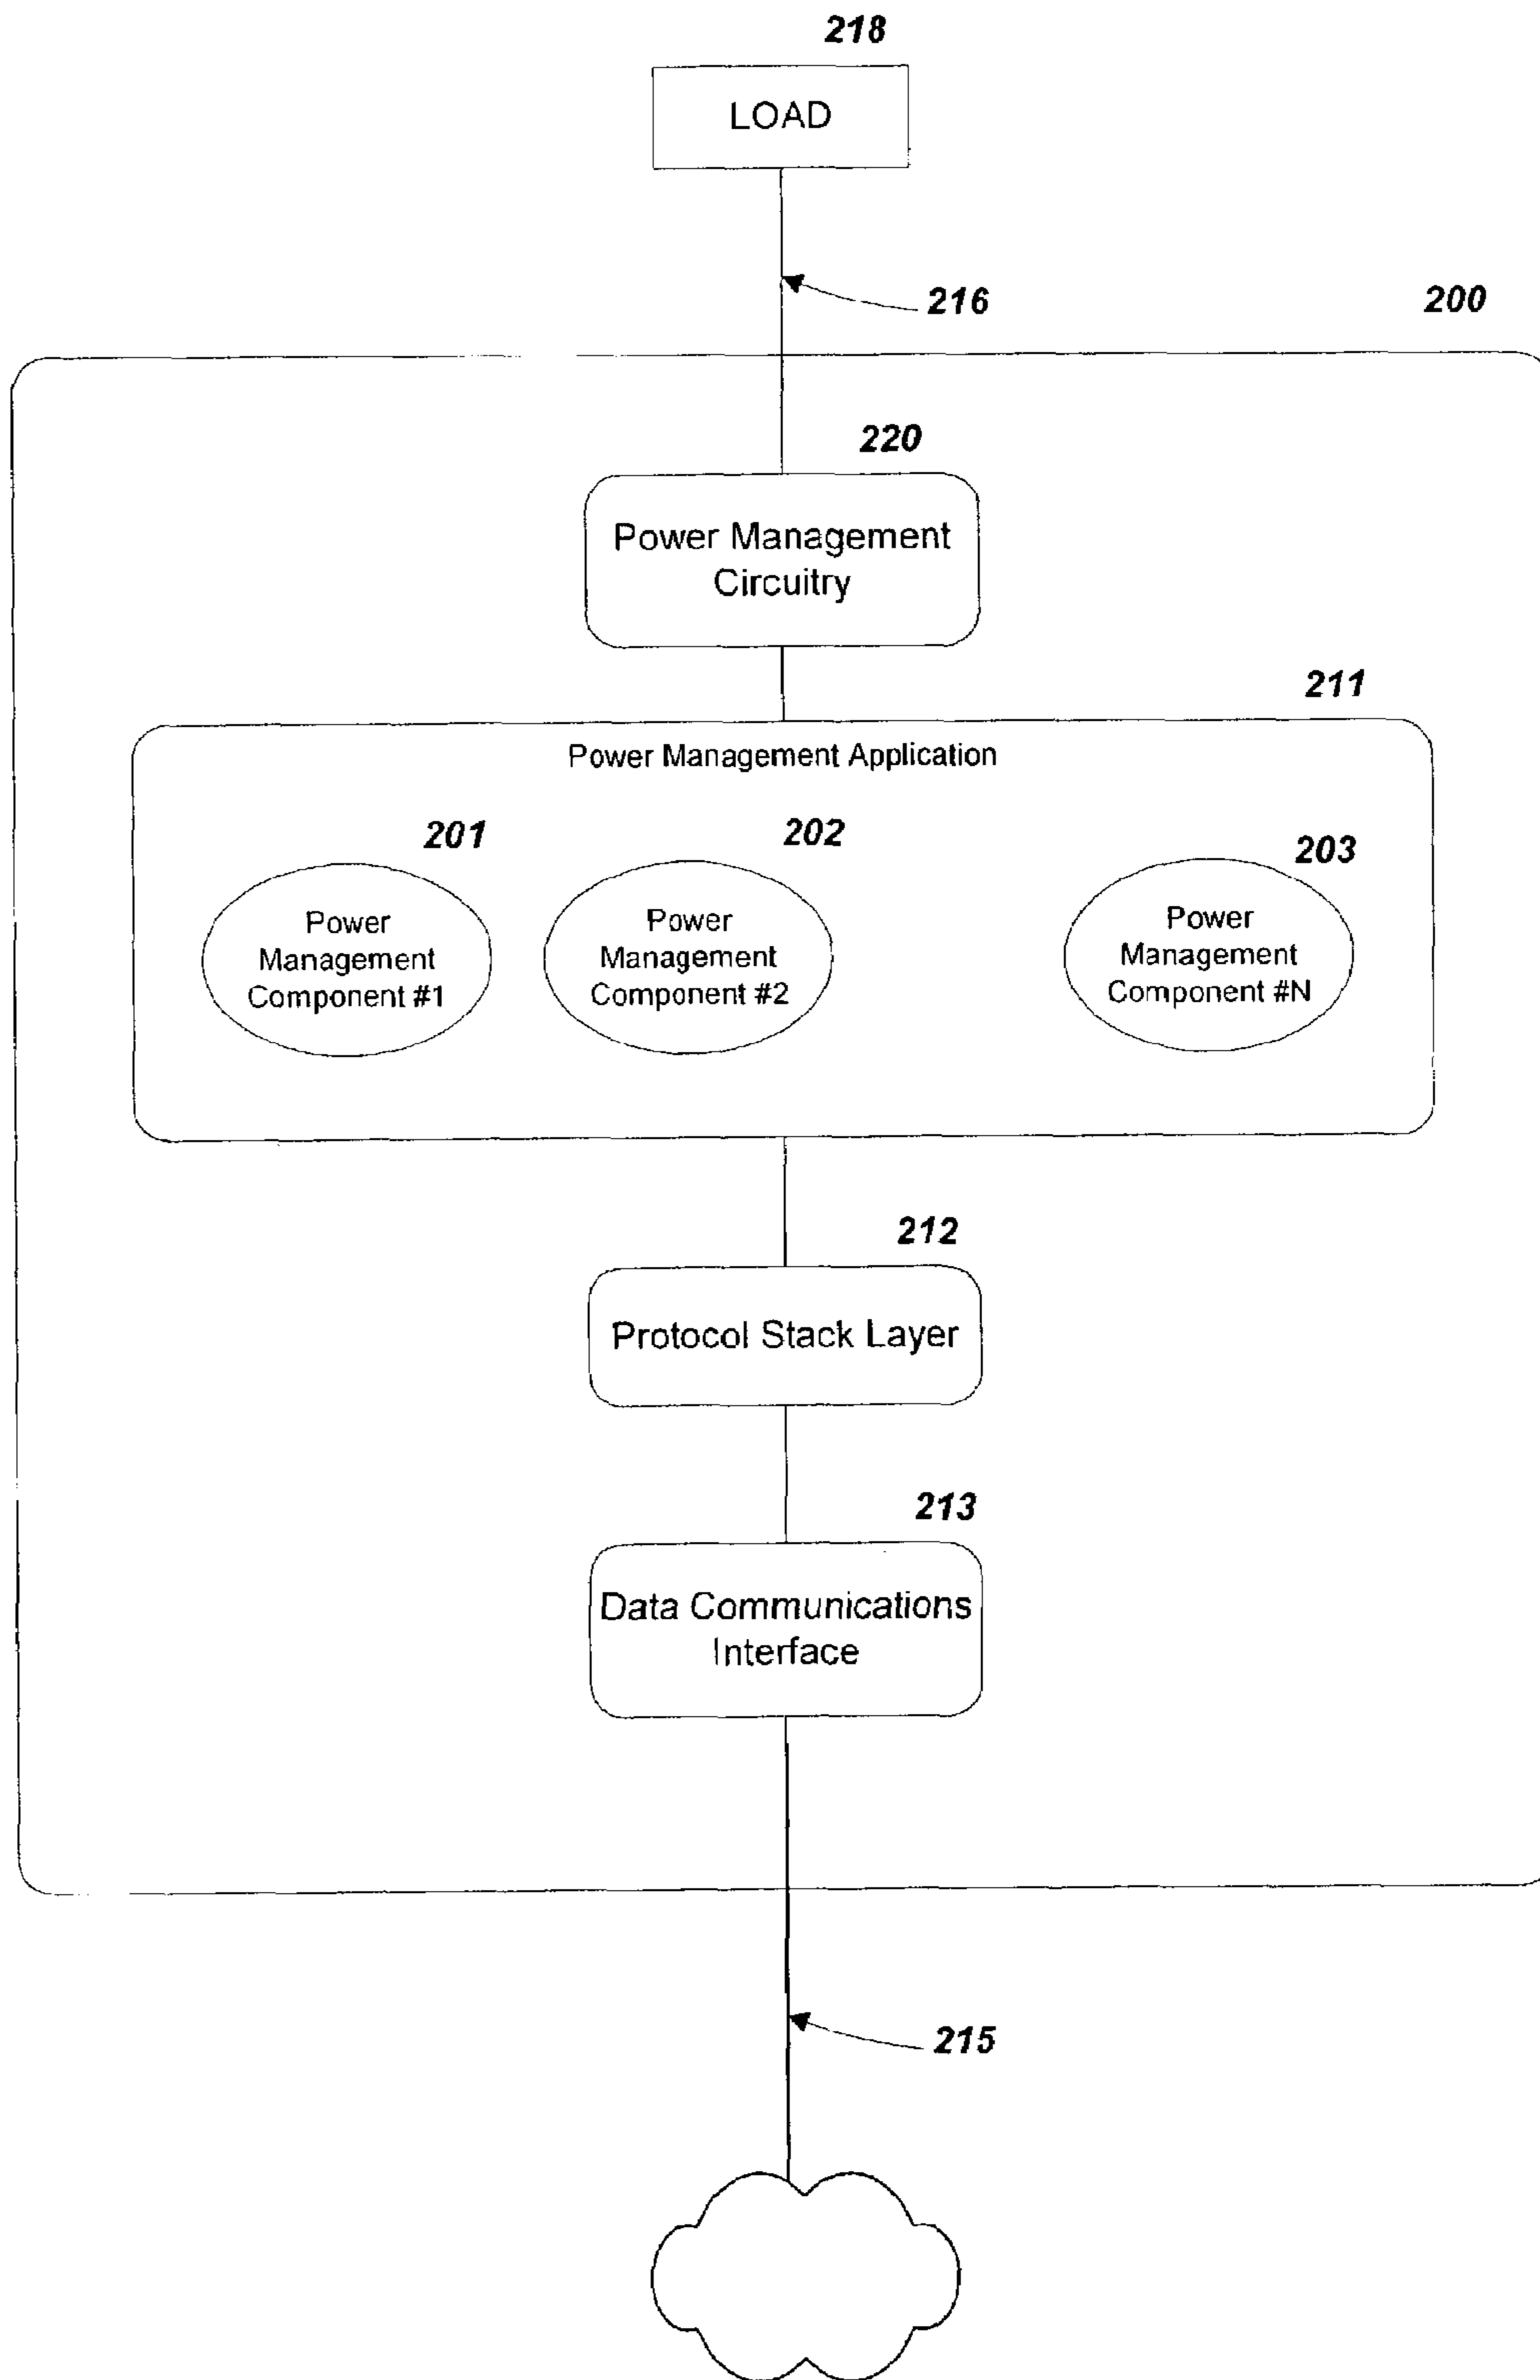 218
LOAD
216
200
220
Power Management
Circuitry
211
Power Management Application
201
202
203
Power
Management
Component #1
Power
Management
Component #2
Power
Management
Component #N
212
Protocol Stack Layer
213
Data Communications
Interface
215